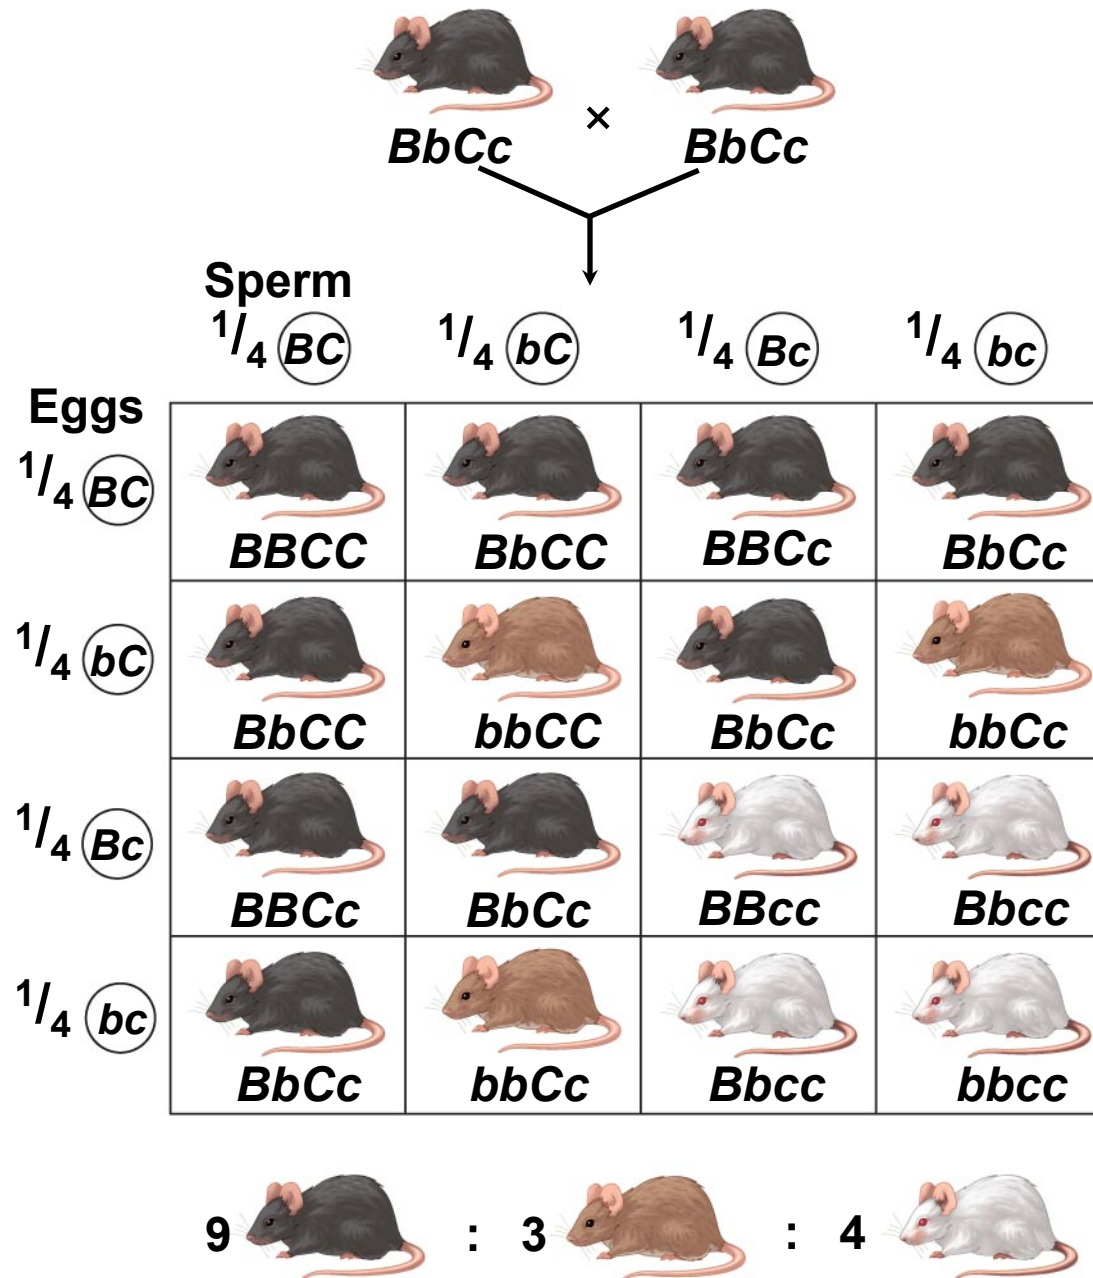 ×
BbCc BbCc
Sperm
1/4 BC 1/4 bC 1/4 Bc 1/4 bc
Eggs
1/4 BC
BBCC BbCC BBCc BbCc
1/4 bC
BbCC bbCC BbCc bbCc
1/4 Bc
BBCc BbCc BBcc Bbcc
1/4 bc
BbCc bbCc Bbcc bbcc
9 : 3 : 4